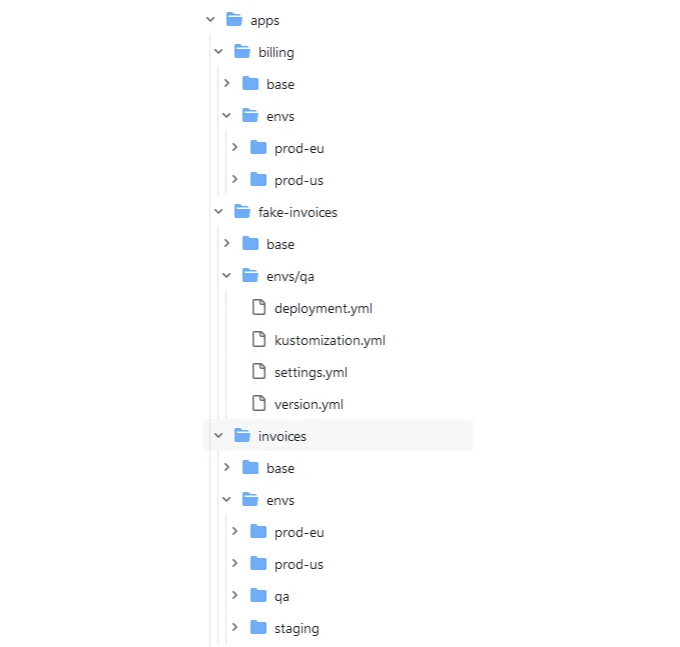 apps
billing
base
envs
prod-eu
prod-us
fake-invoices
base
envs/qa
deployment.yml
kustomization.yml
settings.yml
version.yml
invoices
base
envs
prod-eu
prod-us
qa
staging